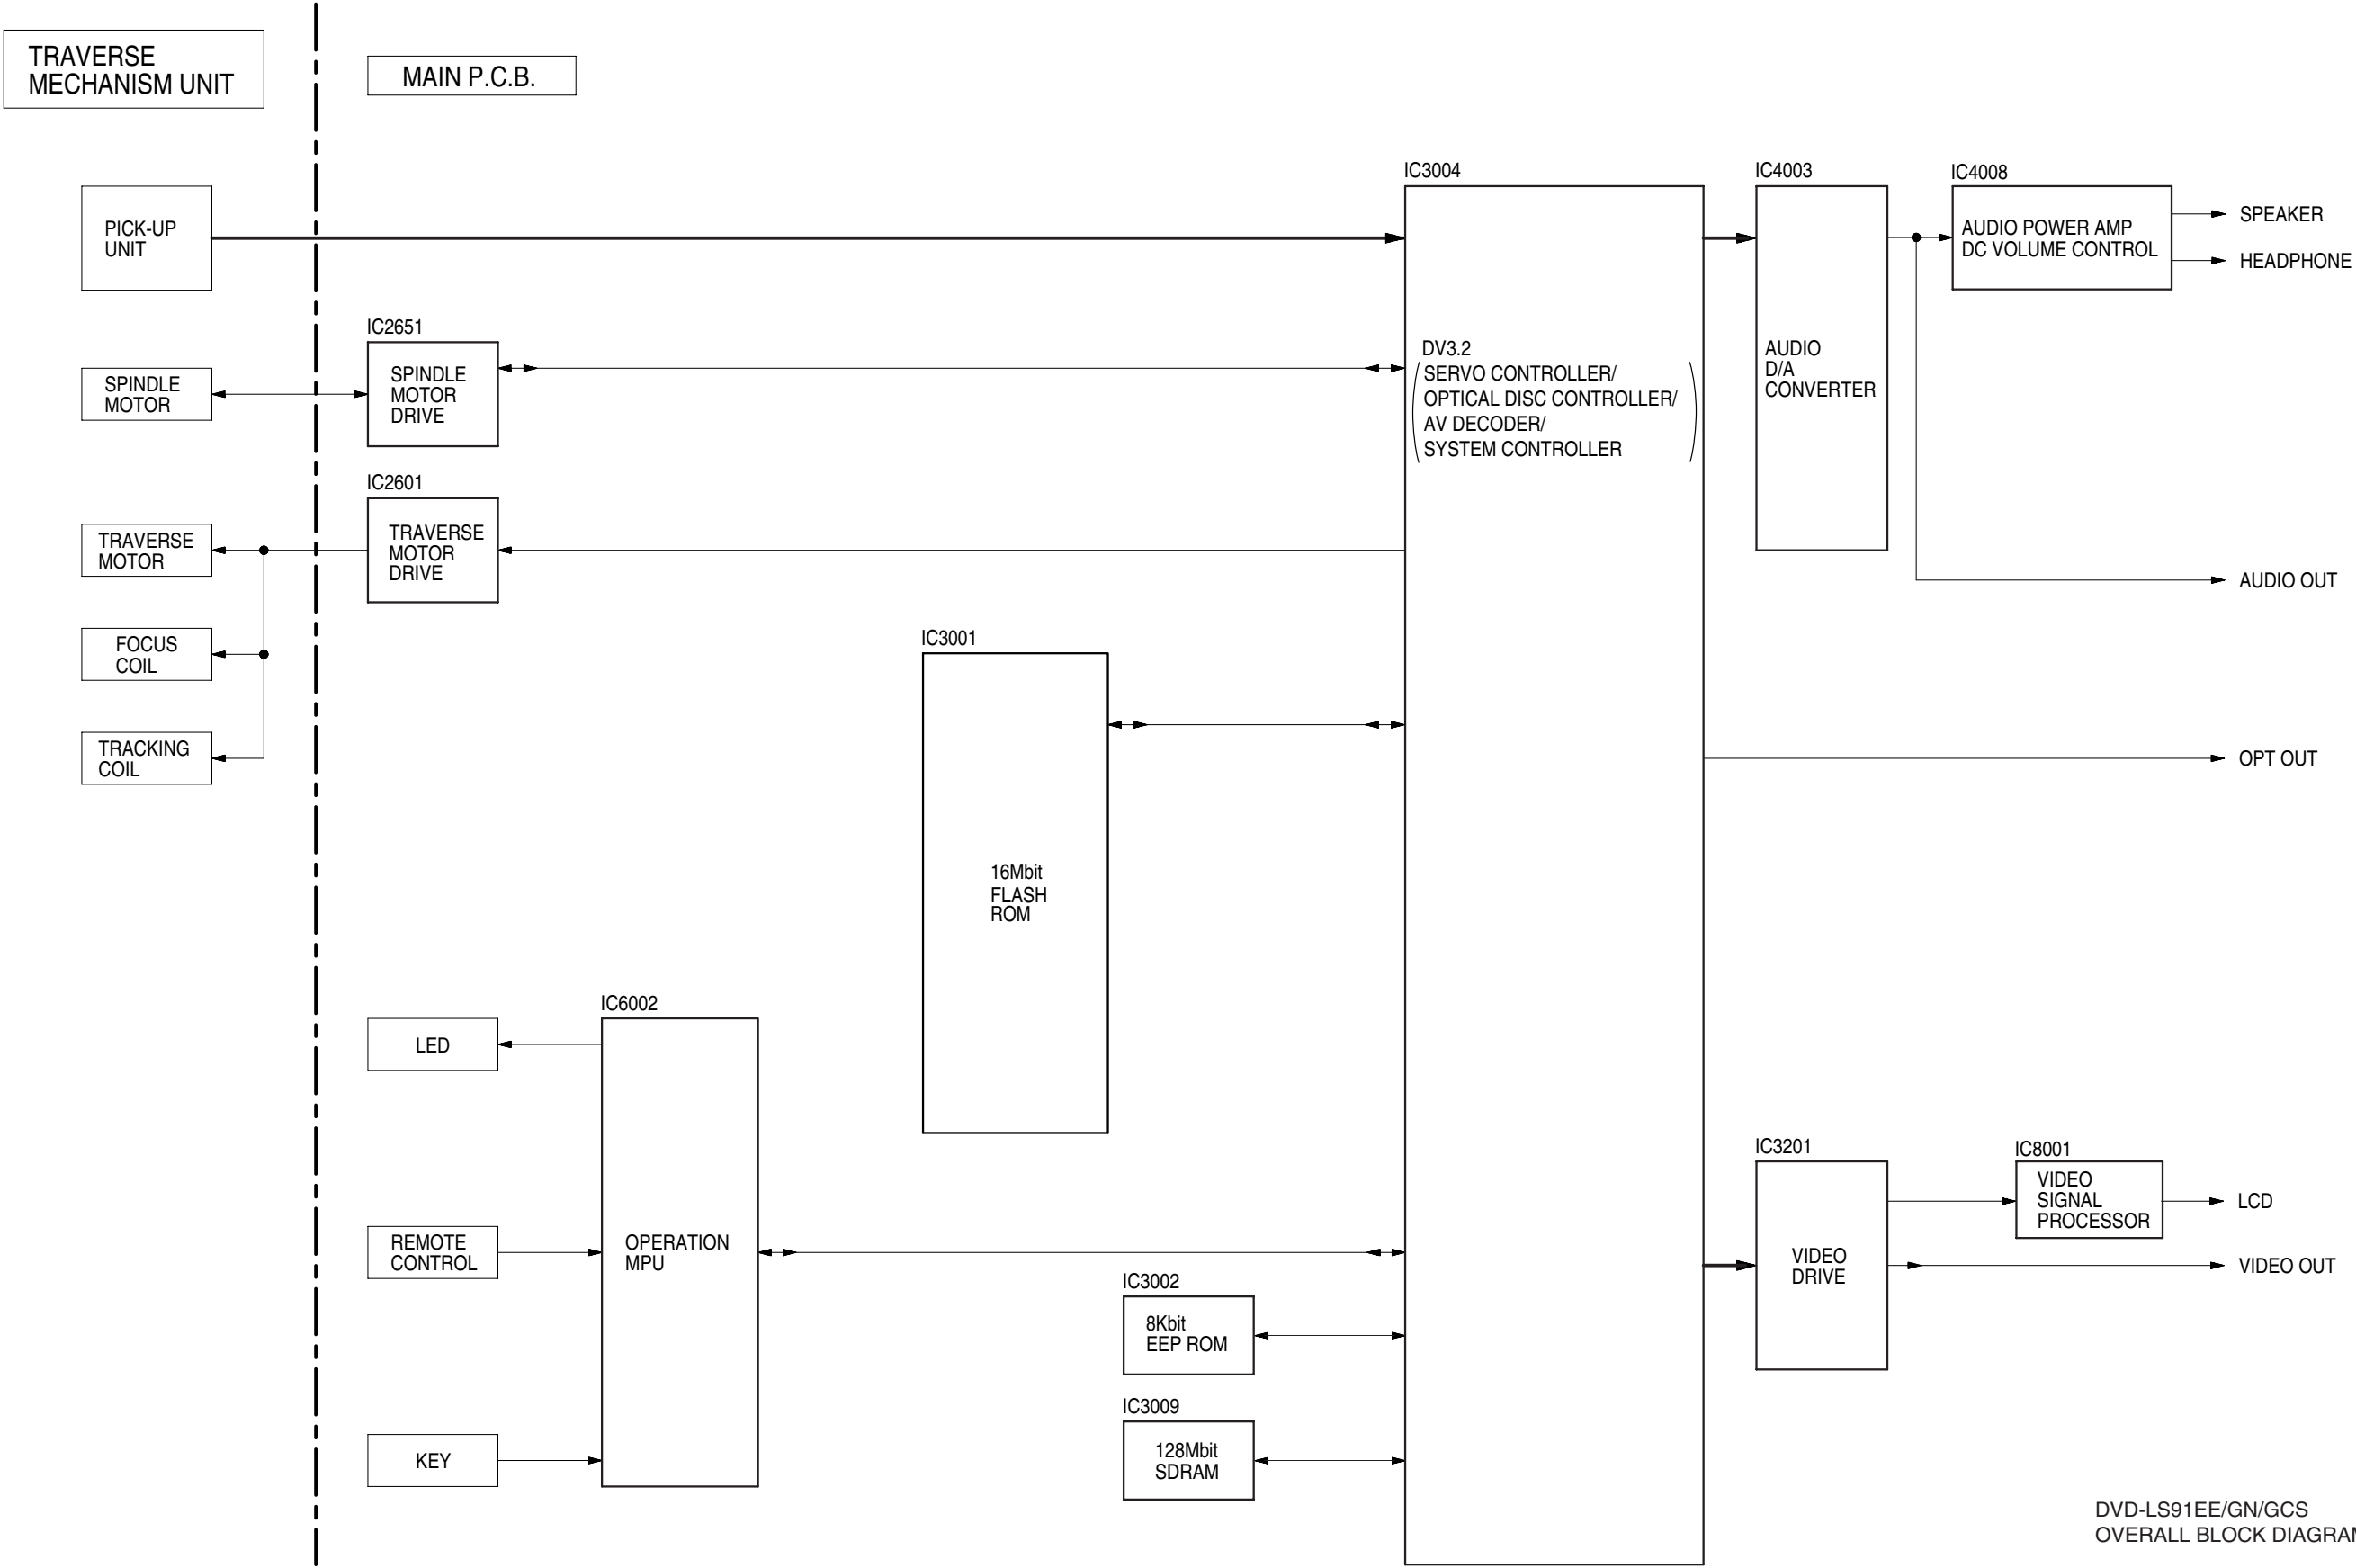 TRAVERSE
MECHANISM UNIT
MAIN P.C.B.
PICK-UP
UNIT
SPINDLE
MOTOR
TRAVERSE
MOTOR
FOCUS
COIL
TRACKING
COIL
IC2651
SPINDLE
MOTOR
DRIVE
IC2601
TRAVERSE
MOTOR
DRIVE
IC3001
16Mbit
FLASH
ROM
IC6002
OPERATION
MPU
LED
REMOTE
CONTROL
KEY
IC3002
8Kbit
EEP ROM
IC3009
128Mbit
SDRAM
IC3004
DV3.2
SERVO CONTROLLER/
OPTICAL DISC CONTROLLER/
AV DECODER/
SYSTEM CONTROLLER
IC4003
AUDIO
D/A
CONVERTER
IC4008
AUDIO POWER AMP
DC VOLUME CONTROL
SPEAKER
HEADPHONE
AUDIO OUT
OPT OUT
IC3201
VIDEO
DRIVE
IC8001
VIDEO
SIGNAL
PROCESSOR
LCD
VIDEO OUT
DVD-LS91EE/GN/GCS
OVERALL BLOCK DIAGRAM